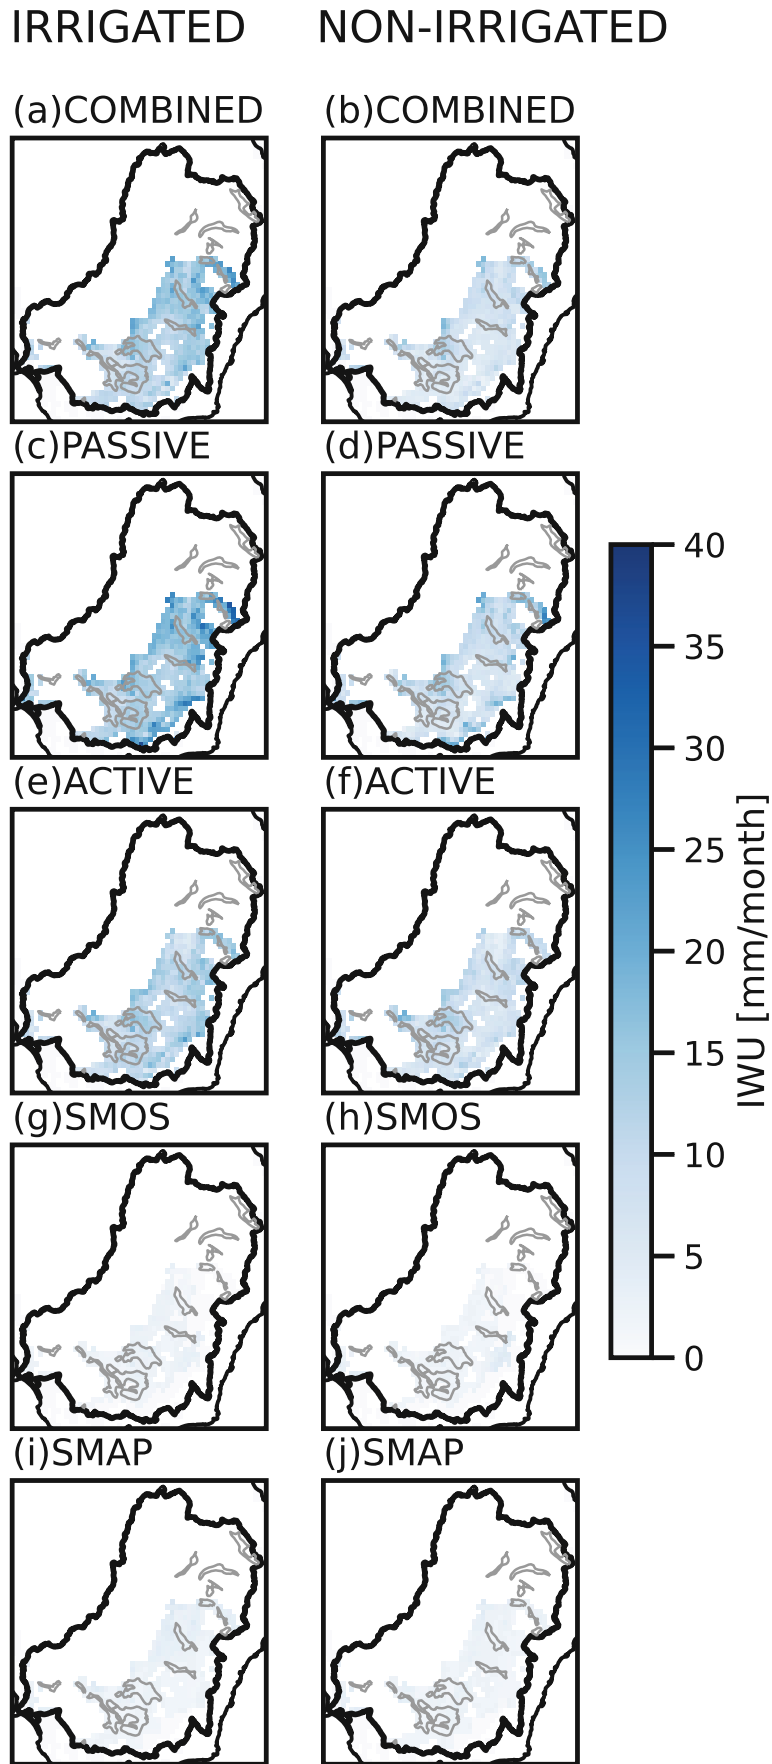 IRRIGATED NON-IRRIGATED
(a)COMBINED (b)COMBINED
(c)PASSIVE (d)PASSIVE
40
35
30
(e)ACTIVE (f)ACTIVE
25
20
15
10
5
0
IWU [mm/month]
(g)SMOS (h)SMOS
(i)SMAP (j)SMAP